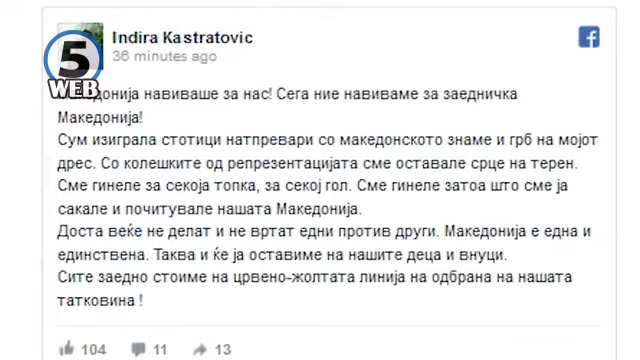 Indira Kastratovic
36 minutes ago
5
WEB
Македонија навиваше за нас! Сега ние навиваме за заедничка
Македонија!
Сум изиграла стотици натпревари со македонското знаме и грб на мојот
дрес. Со колешките од репрезентацијата сме оставале срце на терен.
Сме гинеле за секоја топка, за секој гол. Сме гинеле затоа што сме ја
сакале и почитувале нашата Македонија.
Доста веќе не делат и не вртат едни против други. Македонија е една и
единствена. Таква и ќе ја оставиме на нашите деца и внуци.
Сите заедно стоиме на црвено-жолтата линија на одбрана на нашата
татковина !
104 11 13